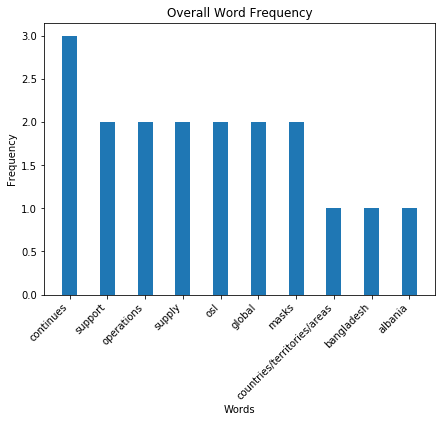 Overall Word Frequency
Frequency
3.0
2.5
2.0
1.5
1.0
0.5
0.0
continues
support
operations
supply
osl
global
masks
countries/territories/areas
bangladesh
albania
Words